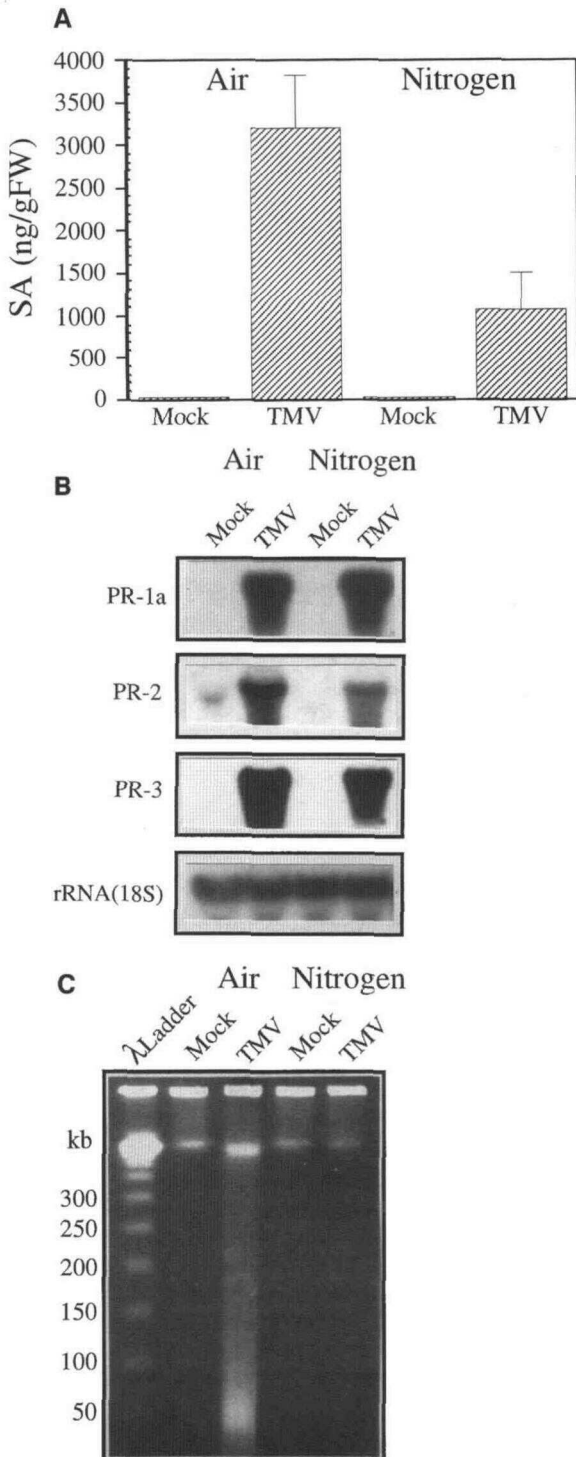 A
Air Nitrogen
SA (ng/gFW)
4000
3500
3000
2500
2000
1500
1000
500
0
Mock TMV Mock TMV
Air Nitrogen
B
Mock TMV Mock TMV
PR-1a
PR-2
PR-3
rRNA(18S)
C
Air Nitrogen
λLadder Mock TMV Mock TMV
kb
300
250
200
150
100
50